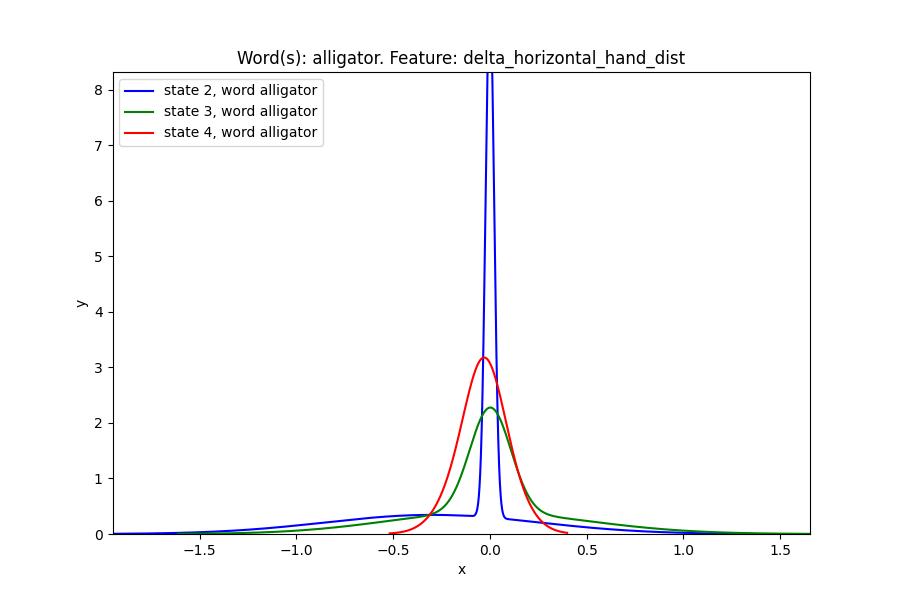 Word(s): alligator. Feature: delta_horizontal_hand_dist
state 2, word alligator
state 3, word alligator
state 4, word alligator
y
8
7
6
5
4
3
2
1
0
−1.5 −1.0 −0.5 0.0 0.5 1.0 1.5
x